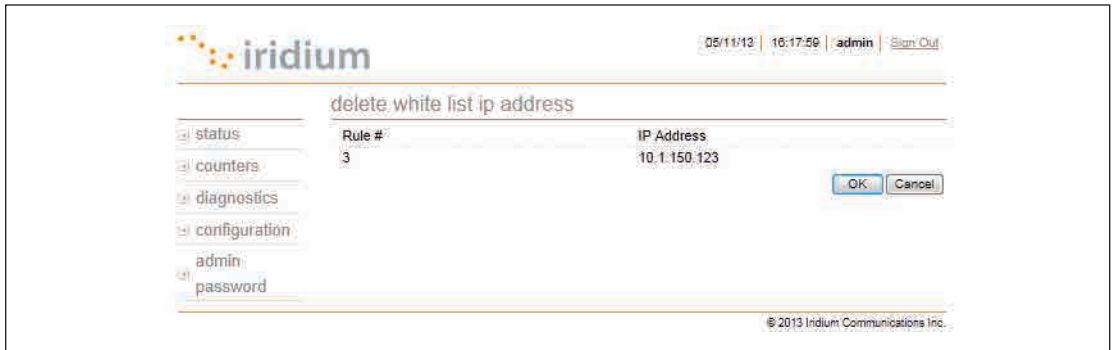 iridium
05/11/13 | 16:17:59 | admin | Sign Out
delete white list ip address
status
counters
diagnostics
configuration
admin
password
Rule # IP Address
3 10.1.150.123
OK Cancel
© 2013 Iridium Communications Inc.